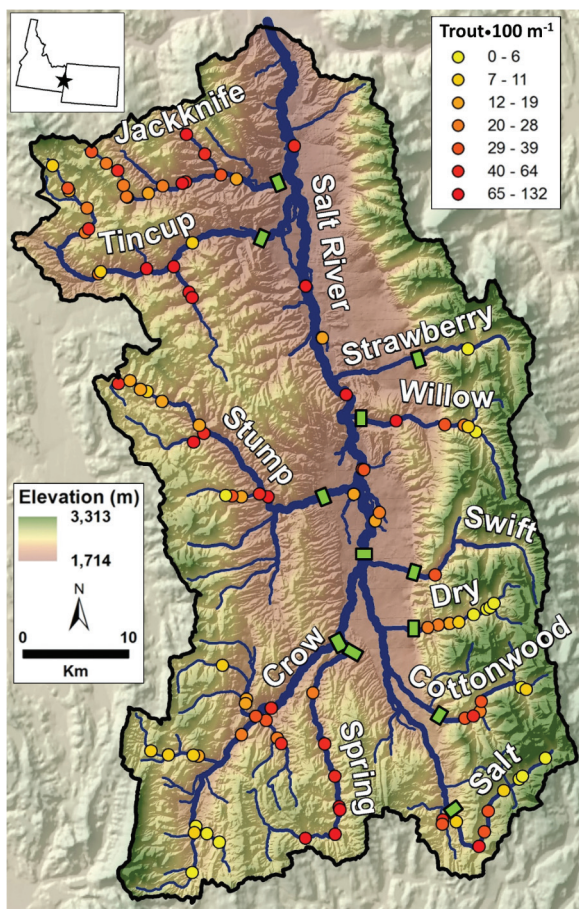 Trout•100 m⁻¹
0 - 6
7 - 11
12 - 19
20 - 28
29 - 39
40 - 64
65 - 132
Jackknife
Tincup
Salt River
Strawberry
Willow
Stump
Elevation (m)
3,313
1,714
N
0 10
Km
Swift
Dry
Crow
Cottonwood
Spring
Salt